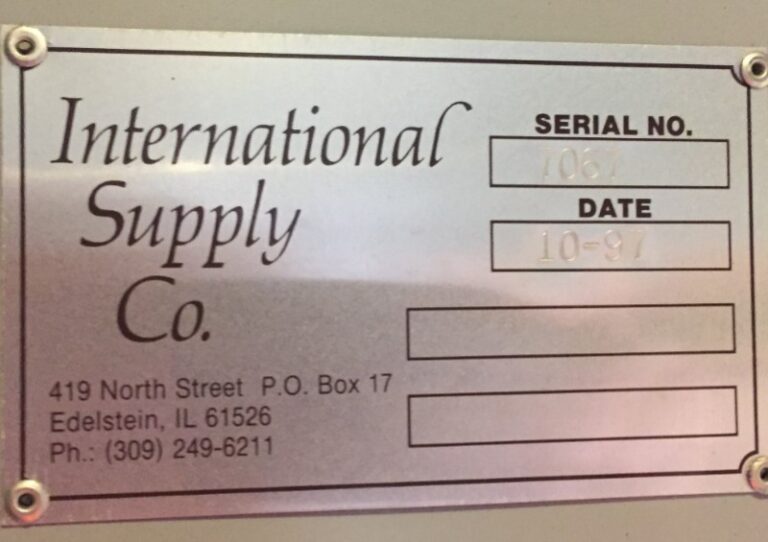 International
Supply
Co.
419 North Street P.O. Box 17
Edelstein, IL 61526
Ph.: (309) 249-6211
SERIAL NO.
7067
DATE
10-97